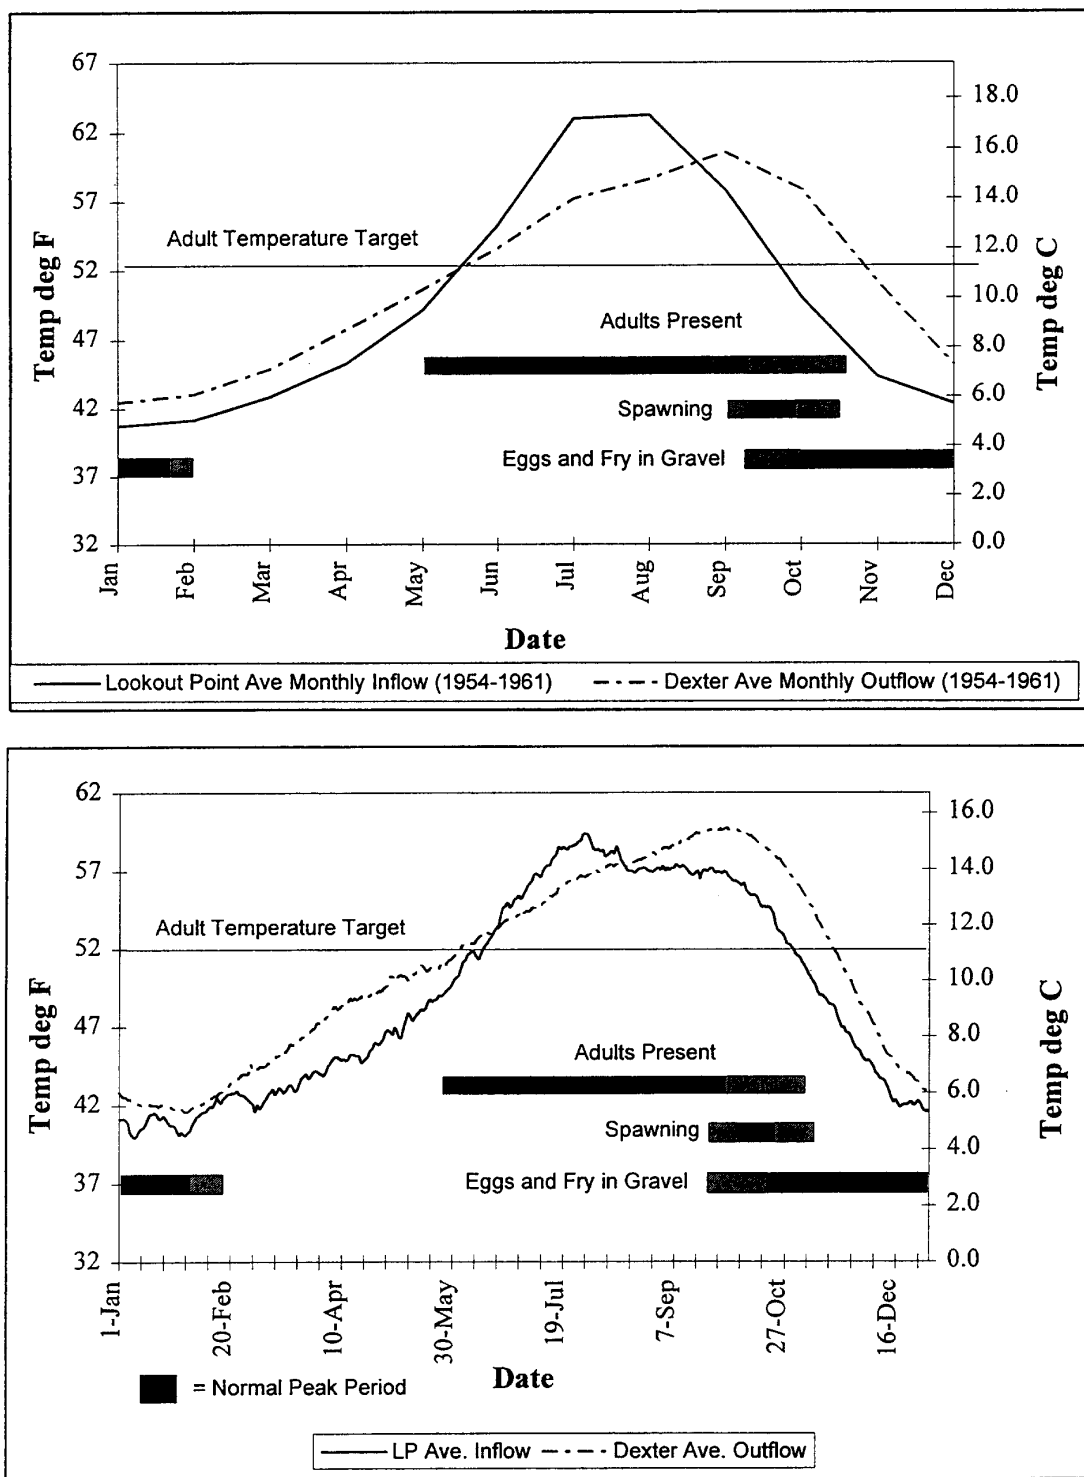 67
62
57
52
47
42
37
32
Temp deg F
18.0
16.0
14.0
12.0
10.0
8.0
6.0
4.0
2.0
0.0
Temp deg C
Adult Temperature Target
Adults Present
Spawning
Eggs and Fry in Gravel
Jan
Feb
Mar
Apr
May
Jun
Jul
Aug
Sep
Oct
Nov
Dec
Date
Lookout Point Ave Monthly Inflow (1954-1961) Dexter Ave Monthly Outflow (1954-1961)
62
57
52
47
42
37
32
Temp deg F
16.0
14.0
12.0
10.0
8.0
6.0
4.0
2.0
0.0
Temp deg C
Adult Temperature Target
Adults Present
Spawning
Eggs and Fry in Gravel
1-Jan
20-Feb
10-Apr
30-May
19-Jul
7-Sep
27-Oct
16-Dec
= Normal Peak Period
Date
LP Ave. Inflow Dexter Ave. Outflow